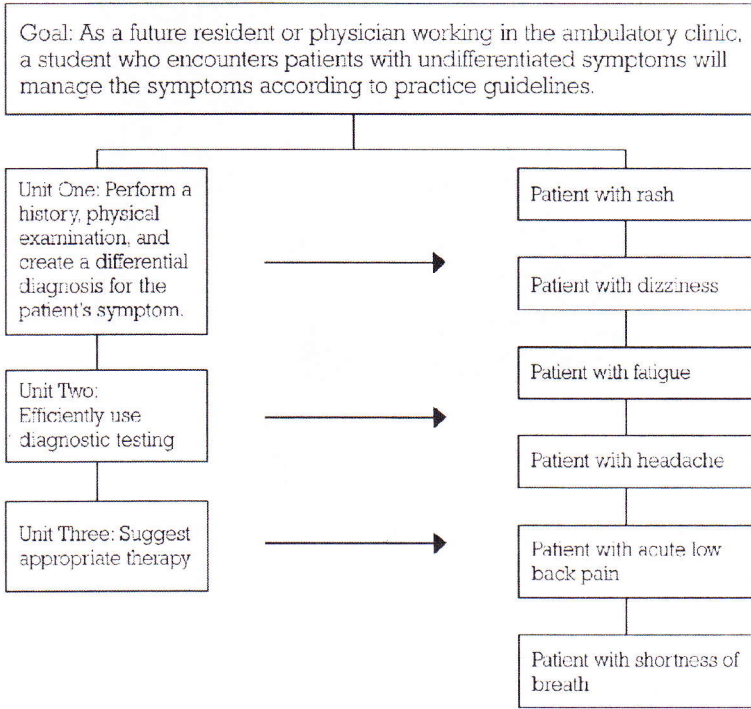 Goal: As a future resident or physician working in the ambulatory clinic,
a student who encounters patients with undifferentiated symptoms will
manage the symptoms according to practice guidelines.
Unit One: Perform a
history, physical
examination, and
create a differential
diagnosis for the
patient's symptom.
Unit Two:
Efficiently use
diagnostic testing
Unit Three: Suggest
appropriate therapy
Patient with rash
Patient with dizziness
Patient with fatigue
Patient with headache
Patient with acute low
back pain
Patient with shortness of
breath